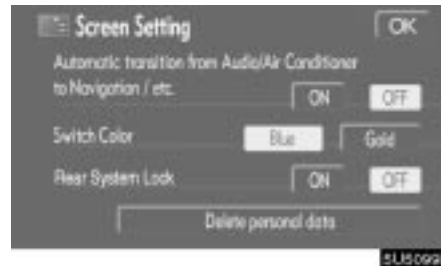 Screen Setting OK
Automatic transition from Audio/Air Conditioner
to Navigation / etc. ON OFF
Switch Color Blue Gold
Rear System Lock ON OFF
Delete personal data
5U5099